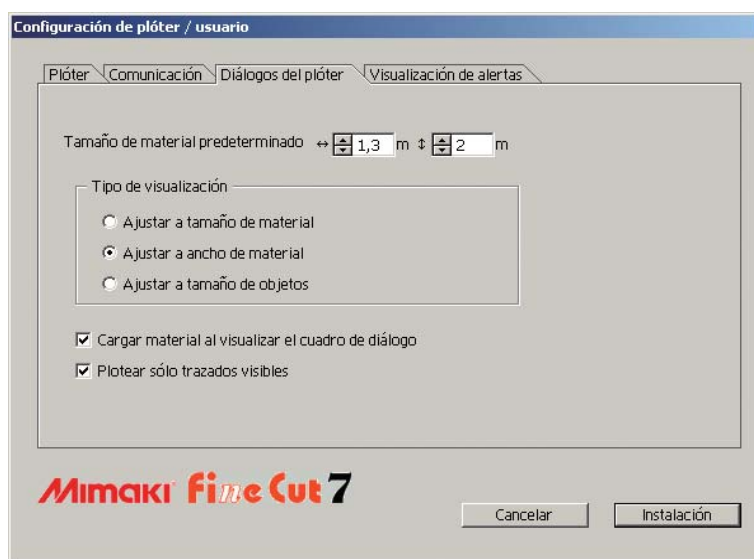 Configuración de plóter / usuario
Plóter Comunicación Diálogos del plóter Visualización de alertas
Tamaño de material predeterminado ↔ 1,3 m ↕ 2 m
Tipo de visualización
Ajustar a tamaño de material
Ajustar a ancho de material
Ajustar a tamaño de objetos
Cargar material al visualizar el cuadro de diálogo
Plotear sólo trazados visibles
Mimaki Fine Cut 7
Cancelar Instalación